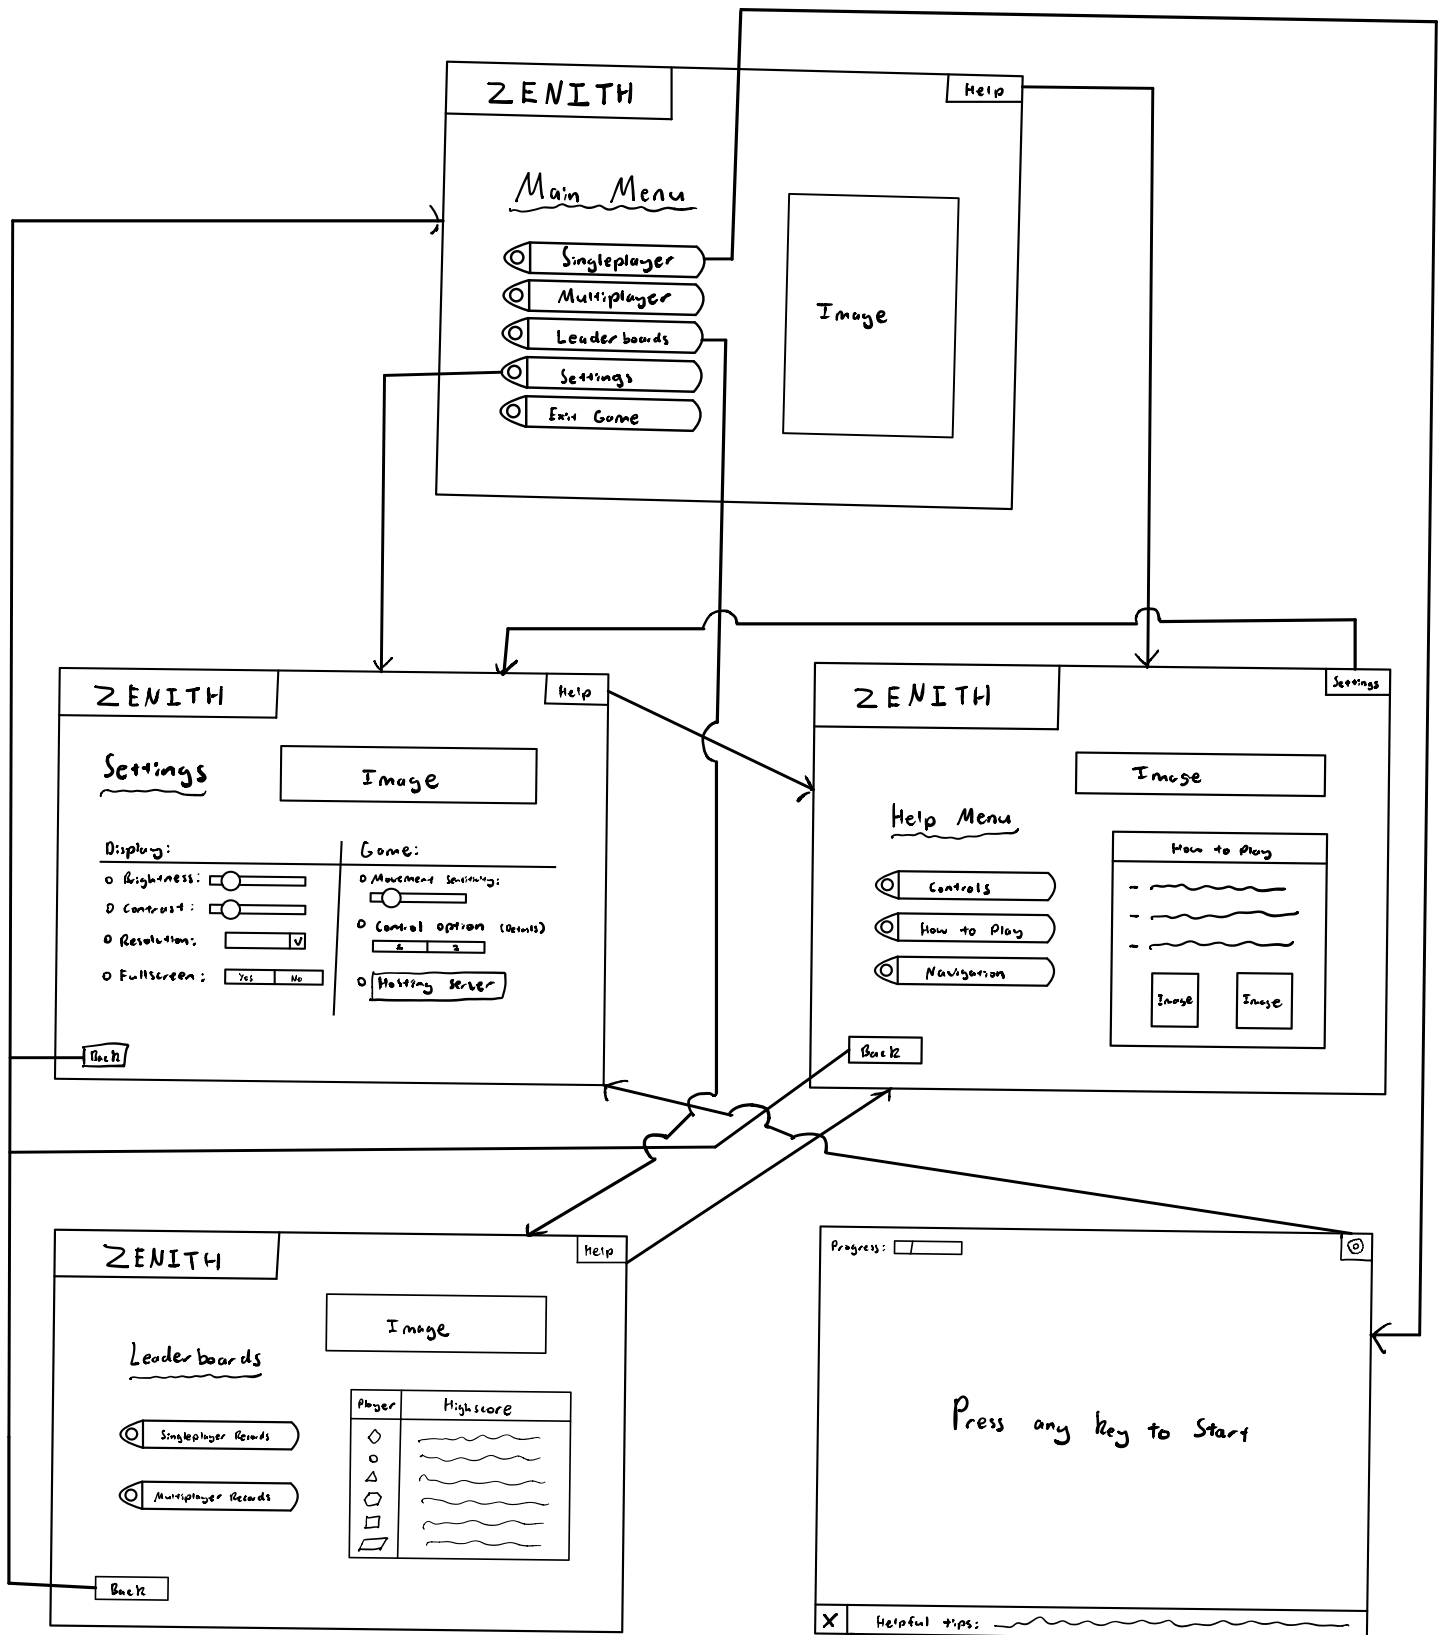 ZENITH
Help
Main Menu
Singleplayer
Multiplayer
Leaderboards
Settings
Exit Game
Image
ZENITH
Help
Settings
Image
Display:
Brightness:
Contrast:
Resolution:
Fullscreen:
Yes No
Game:
Movement Sensitivity:
Control option (Details)
2
Hosting Server
Back
ZENITH
Settings
Image
Help Menu
Controls
How to Play
Navigation
How to Play
Image
Image
Back
ZENITH
Help
Image
Leaderboards
Singleplayer Records
Multiplayer Records
Player Highscore
Back
Progress:
Press any key to Start
X Helpful tips: